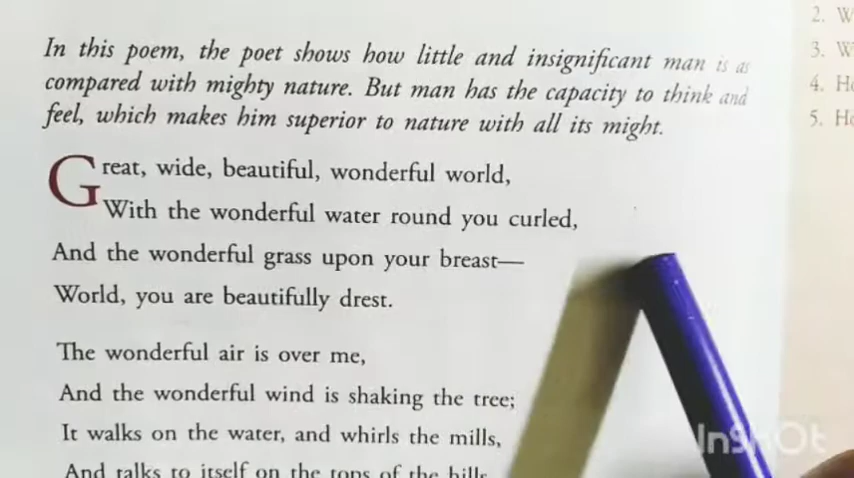 In this poem, the poet shows how little and insignificant man is as
compared with mighty nature. But man has the capacity to think and
feel, which makes him superior to nature with all its might.
Great, wide, beautiful, wonderful world,
With the wonderful water round you curled,
And the wonderful grass upon your breast—
World, you are beautifully drest.
The wonderful air is over me,
And the wonderful wind is shaking the tree;
It walks on the water, and whirls the mills,
And talks to itself on the tops of the hills
2. W
3. W
4. Ho
5. Ho
InShOt